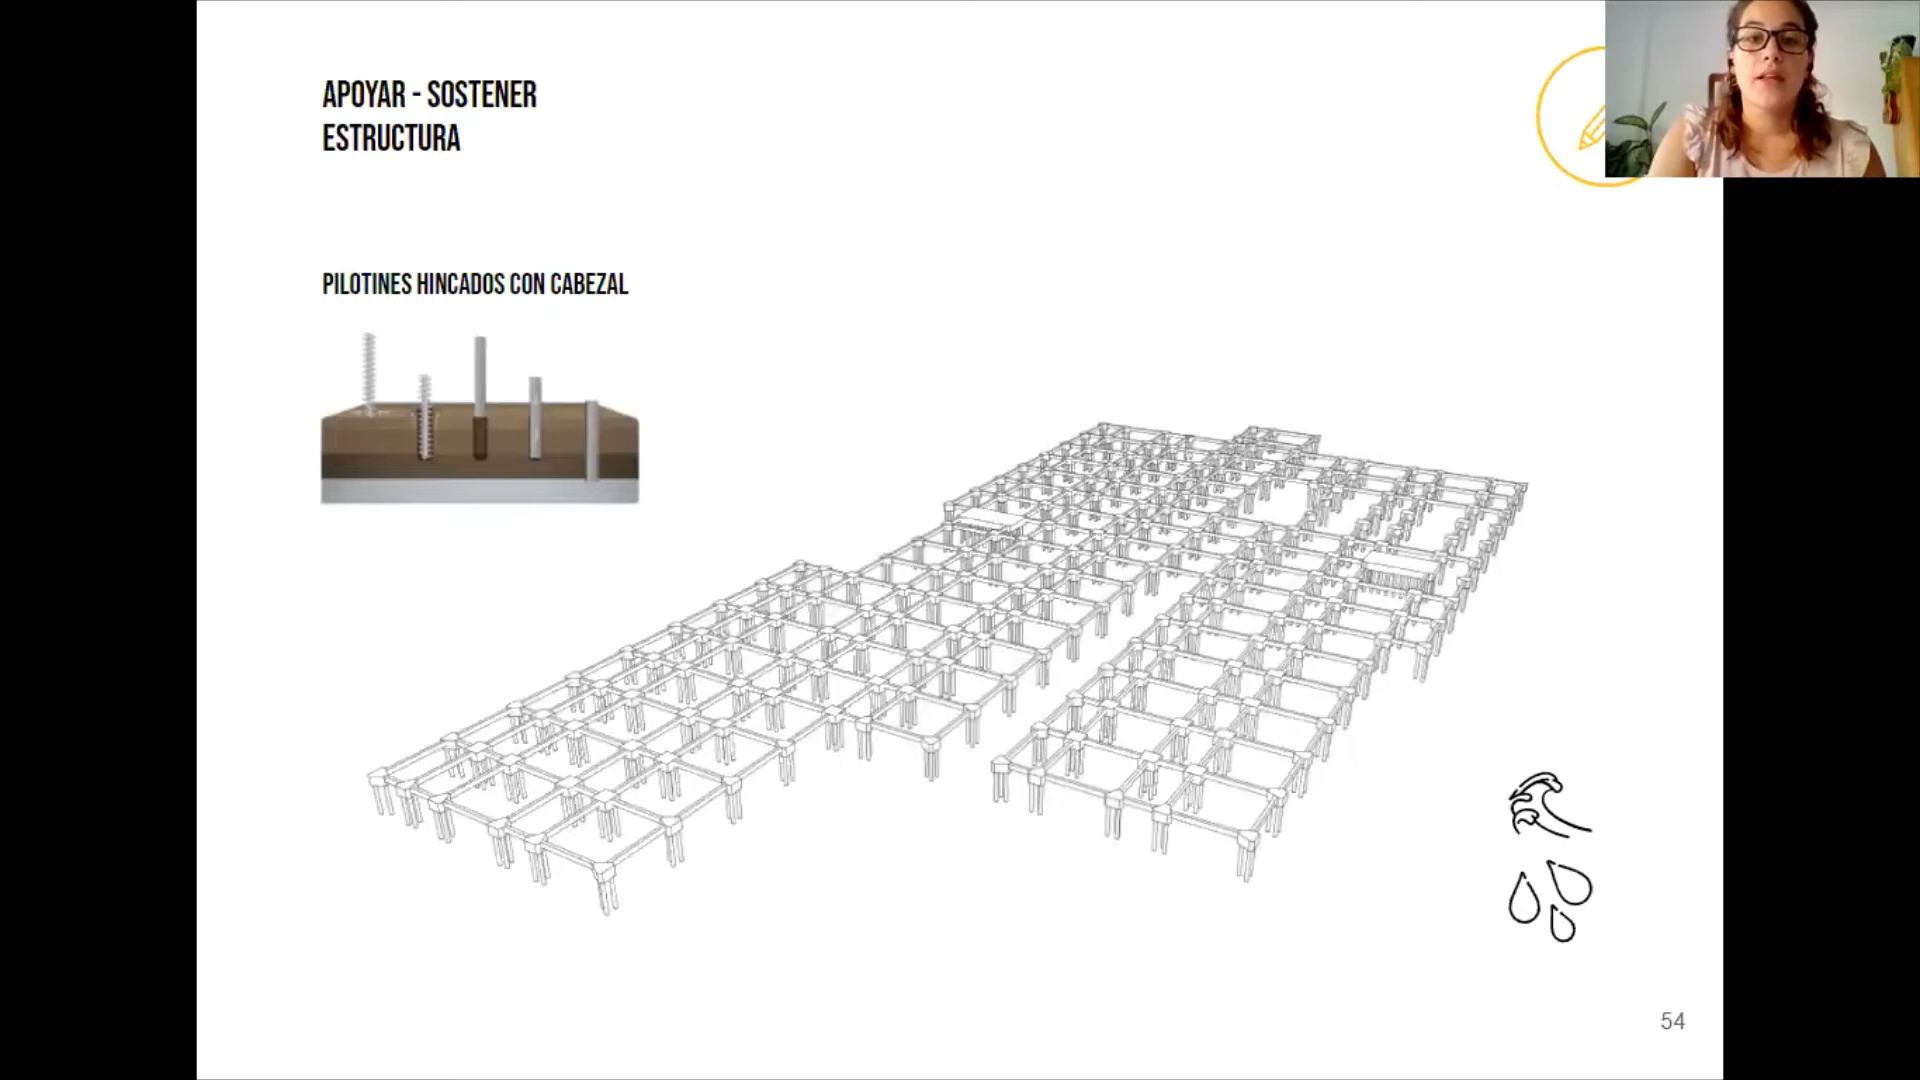 APOYAR - SOSTENER
ESTRUCTURA
PILOTINES HINCADOS CON CABEZAL
54